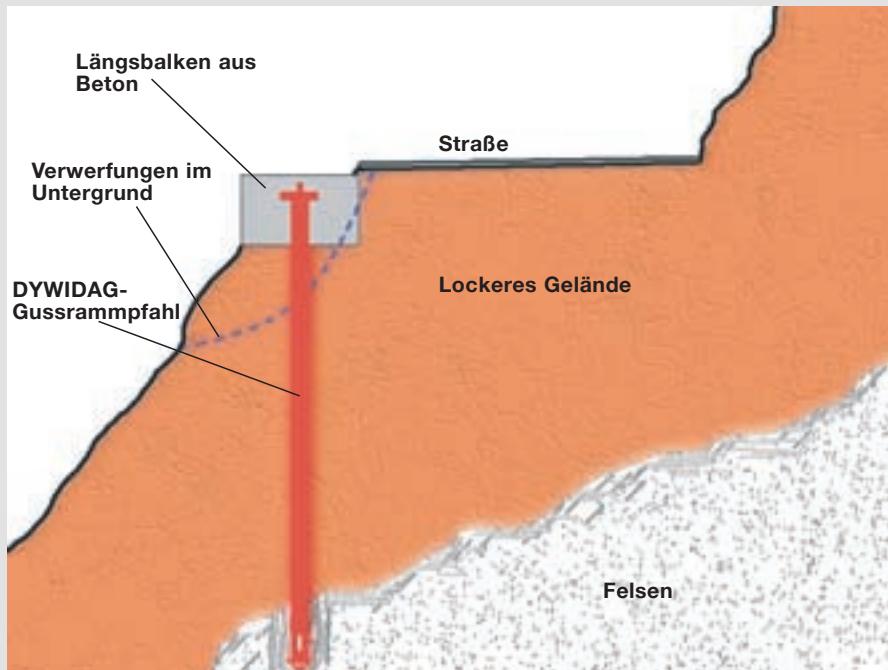 Längsbalken aus
Beton
Straße
Verwerfungen im
Untergrund
DYWIDAG-
Gussrammpfahl
Lockeres Gelände
Felsen